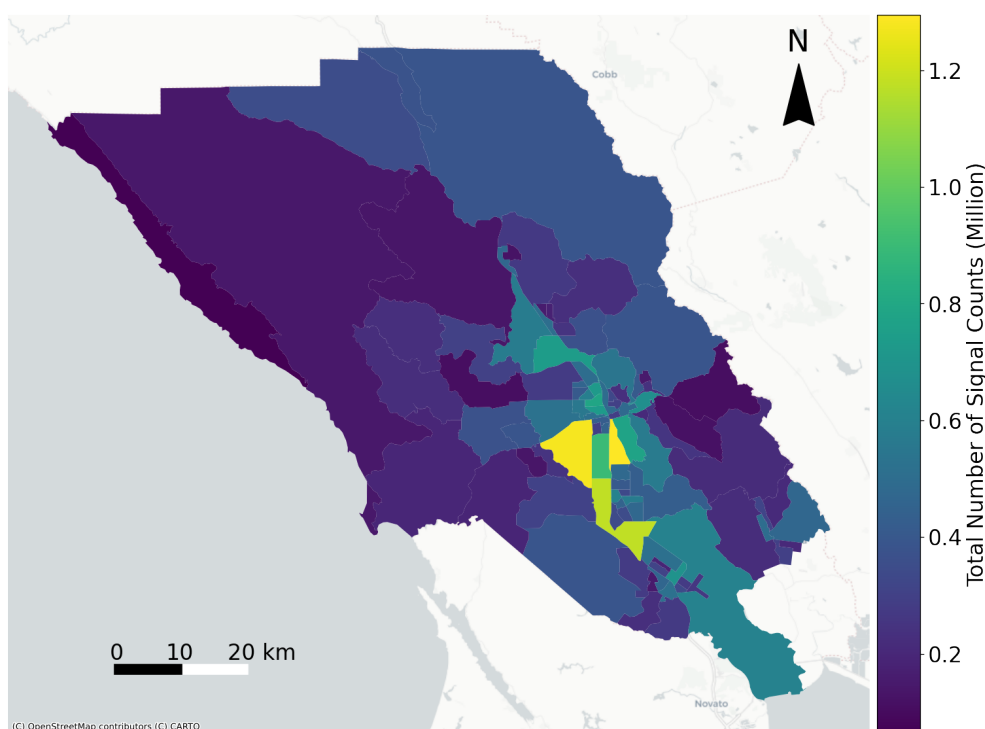 N
Cobb
1.2
1.0
0.8
0.6
0.4
0.2
Total Number of Signal Counts (Million)
0 10 20 km
Novato
(C) OpenStreetMap contributors (C) CARTO